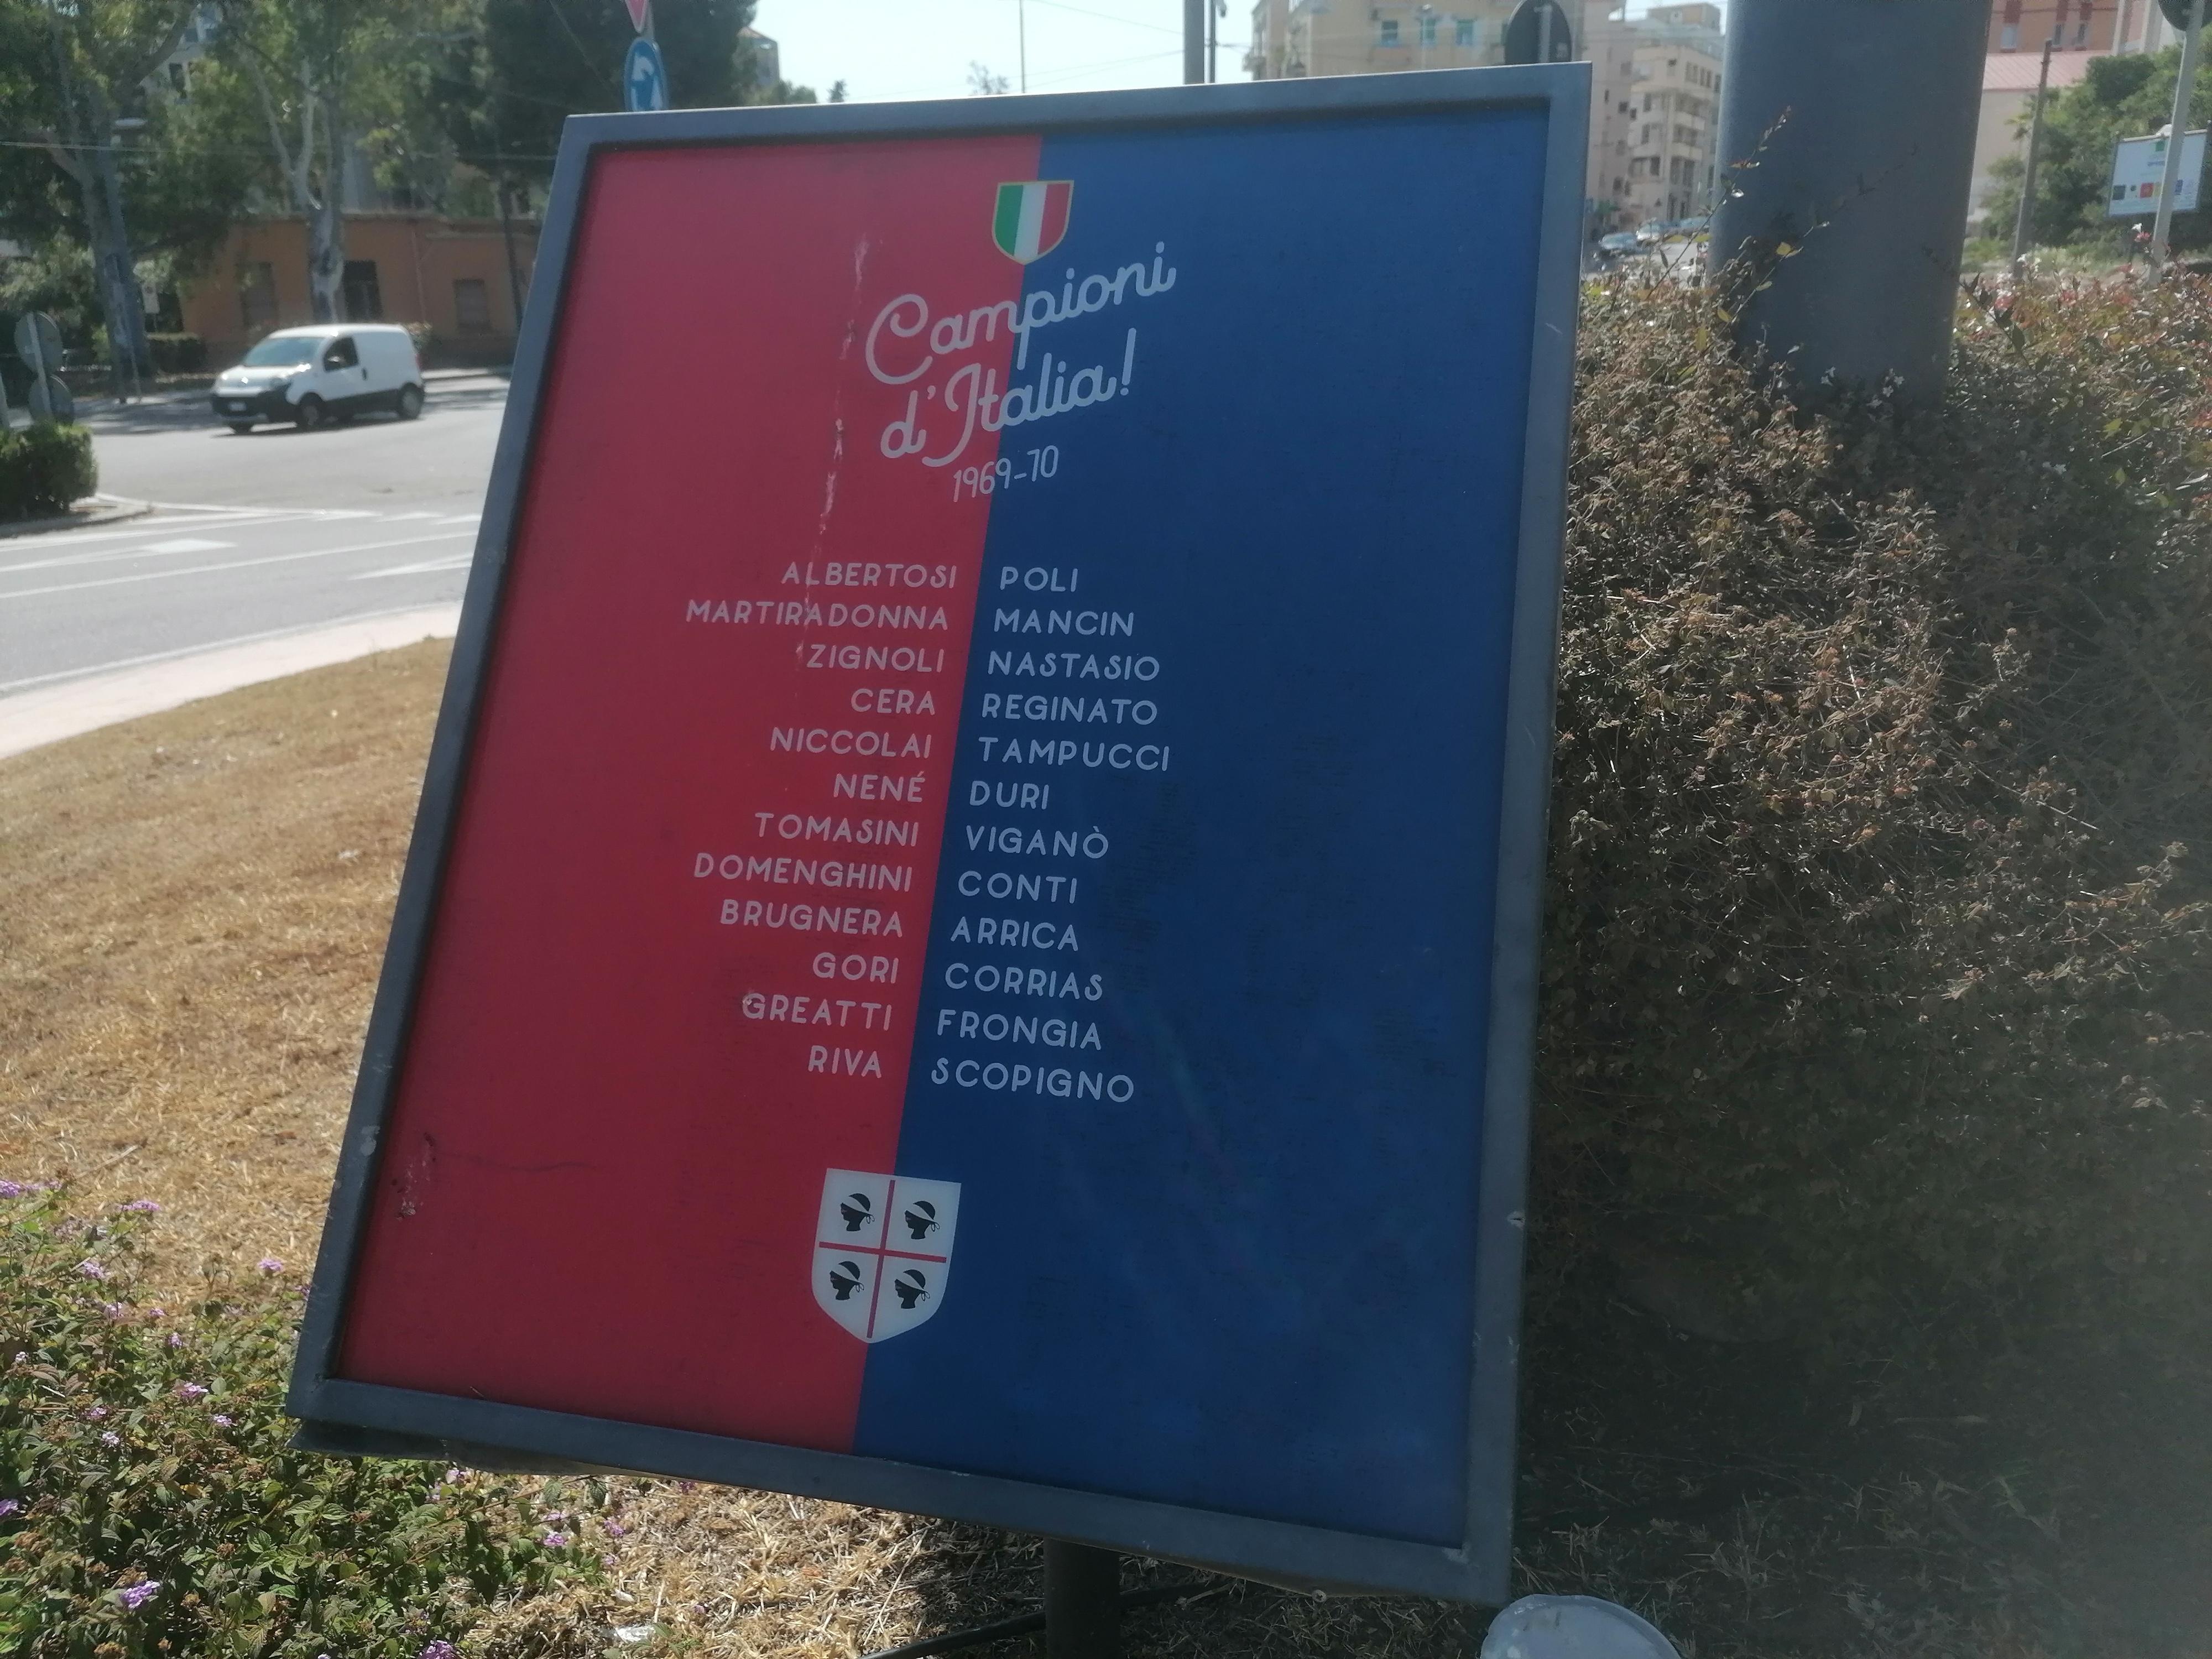 Campioni
d'Italia!
1969-70
ALBERTOSI
MARTIRADONNA
ZIGNOLI
CERA
NICCOLAI
NENÉ
TOMASINI
DOMENGHINI
BRUGNERA
GORI
GREATTI
RIVA
POLI
MANCIN
NASTASIO
REGINATO
TAMPUCCI
DURI
VIGANÒ
CONTI
ARRICA
CORRIAS
FRONGIA
SCOPIGNO